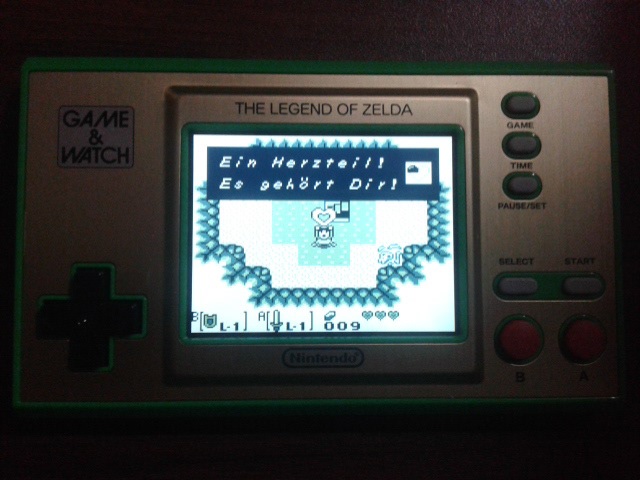 GAME
&
WATCH
THE LEGEND OF ZELDA
Ein Herzteil!
Es gehört Dir!
B[ L-1] A[ L-1] 009
Nintendo
GAME
TIME
PAUSE/SET
SELECT START
B A